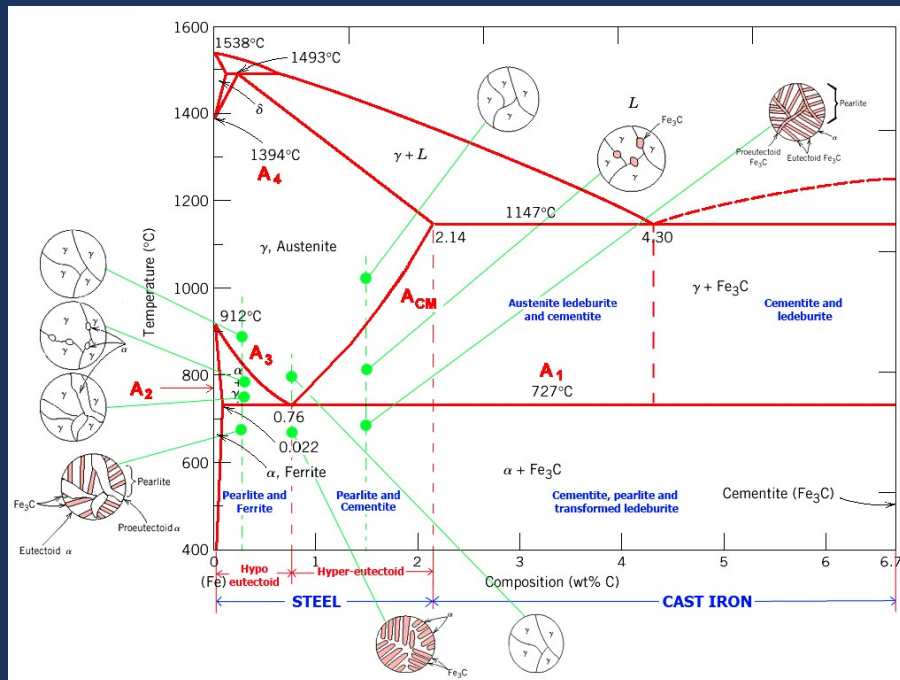 1600
1538°C
1493°C
δ
1400
1394°C
A4
γ + L
L
γ
γ
γ
γ
Fe3C
γ
γ
γ
γ
γ
Pearlite
α
Proeutectoid
Fe3C
Eutectoid Fe3C
1200
1147°C
2.14
4.30
Temperature (°C)
γ, Austenite
1000
ACM
Austenite ledeburite
and cementite
γ + Fe3C
Cementite and
ledeburite
γ
γ
γ
γ
912°C
A3
γ
γ
γ
γ
α
800
α
+
γ
A1
A2
727°C
γ
γ
γ
γ
0.76
0.022
600
α, Ferrite
α + Fe3C
Pearlite
Fe3C
Proeutectoid α
Eutectoid α
Pearlite and
Ferrite
Pearlite and
Cementite
Cementite, pearlite and
transformed ledeburite
Cementite (Fe3C)
400
0
1
2
3
4
5
6
6.7
(Fe)
Hypo
eutectoid
Hyper-eutectoid
Composition (wt% C)
STEEL
CAST IRON
α
Fe3C
γ
γ
γ
γ